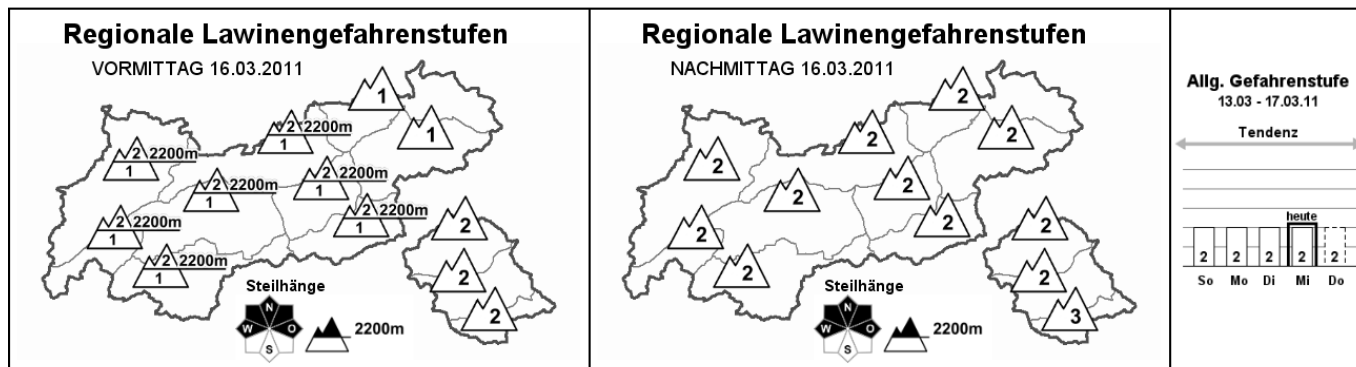 Regionale Lawinengefahrenstufen
VORMITTAG 16.03.2011
1
1
2 2200m
1
2 2200m
1
2 2200m
1
2 2200m
1
2 2200m
1
2 2200m
1
2 2200m
1
2
2
2
Steilhänge
N
W O
S
2200m
Regionale Lawinengefahrenstufen
NACHMITTAG 16.03.2011
2
2
2
2
2
2
2
2
2
2
2
3
Steilhänge
N
W O
S
2200m
Allg. Gefahrenstufe
13.03 - 17.03.11
Tendenz
heute
2 2 2 2 2
So Mo Di Mi Do